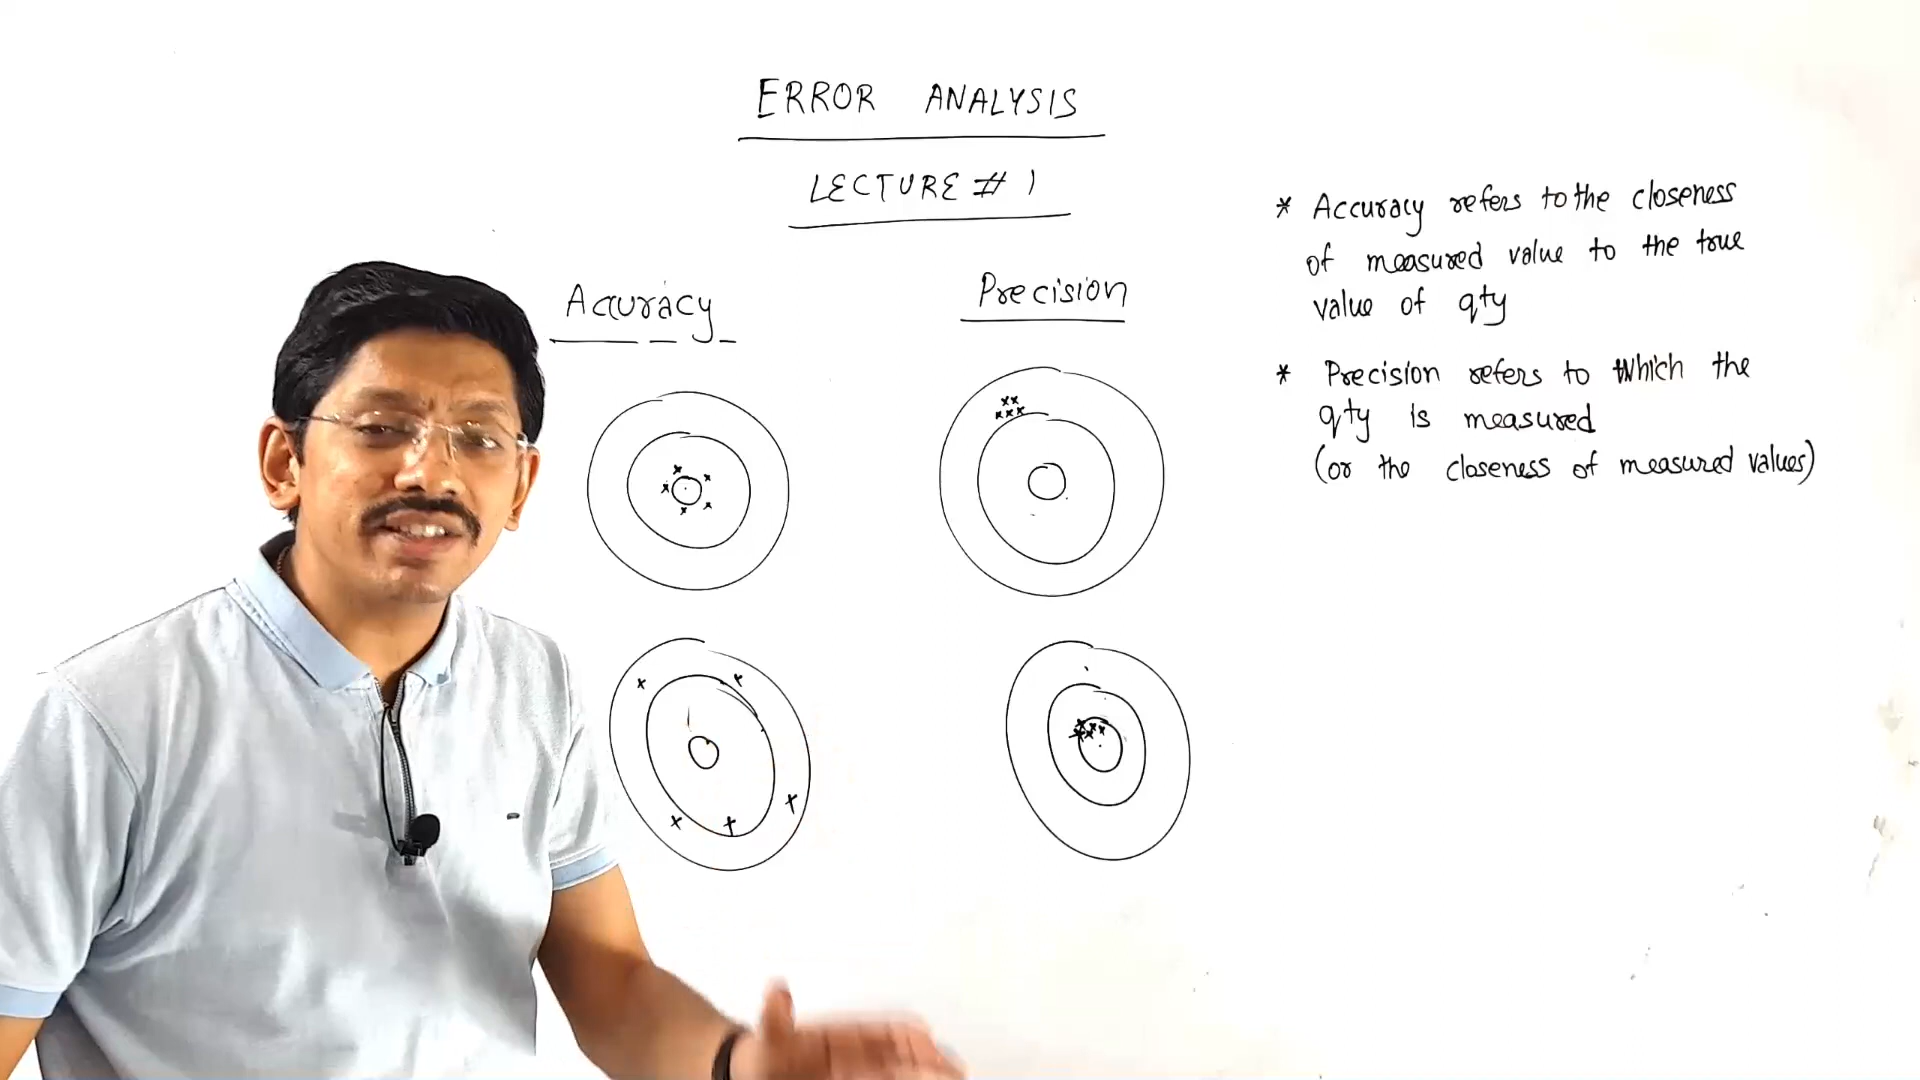 ERROR ANALYSIS
LECTURE # 1
Accuracy
Precision
* Accuracy refers to the closeness
of measured value to the true
value of qty
* Precision refers to which the
qty is measured
(or the closeness of measured values)